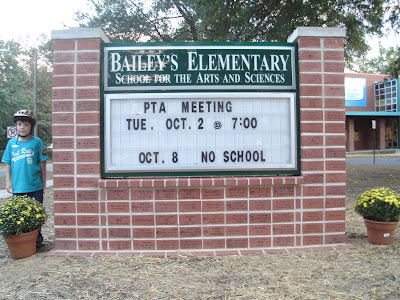 BAILEY'S ELEMENTARY
SCHOOL FOR THE ARTS AND SCIENCES
PTA MEETING
TUE. OCT. 2 @ 7:00
OCT. 8 NO SCHOOL